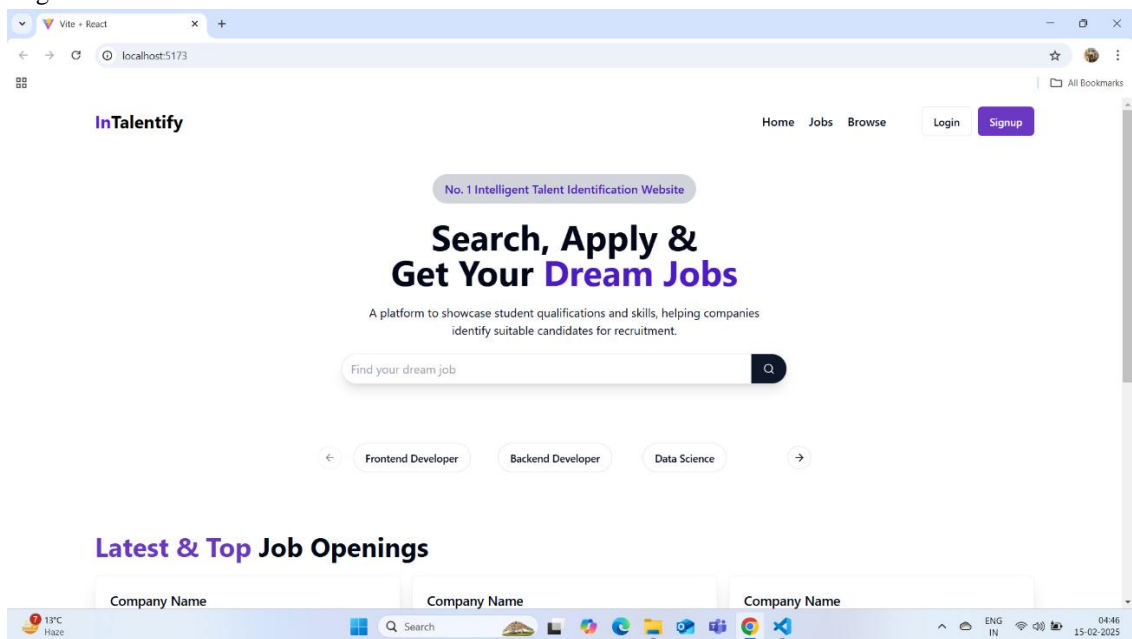 Vite + React
localhost:5173
All Bookmarks
InTalentify
Home Jobs Browse Login Signup
No. 1 Intelligent Talent Identification Website
Search, Apply &
Get Your Dream Jobs
A platform to showcase student qualifications and skills, helping companies
identify suitable candidates for recruitment.
Find your dream job
Frontend Developer Backend Developer Data Science
Latest & Top Job Openings
Company Name Company Name Company Name
7 13°C
Haze
Search
ENG
IN
04:46
15-02-2025